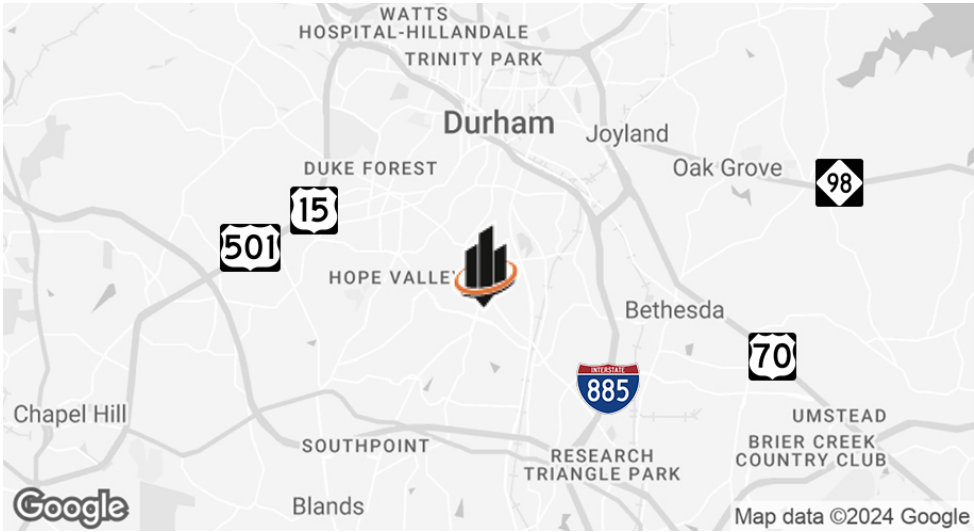 WATTS
HOSPITAL-HILLANDALE
TRINITY PARK
Durham
Joyland
Oak Grove
98
DUKE FOREST
15
501
HOPE VALLE
Bethesda
70
INTERSTATE
885
Chapel Hill
UMSTEAD
BRIER CREEK
COUNTRY CLUB
SOUTHPOINT
RESEARCH
TRIANGLE PARK
Blands
Google
Map data ©2024 Google